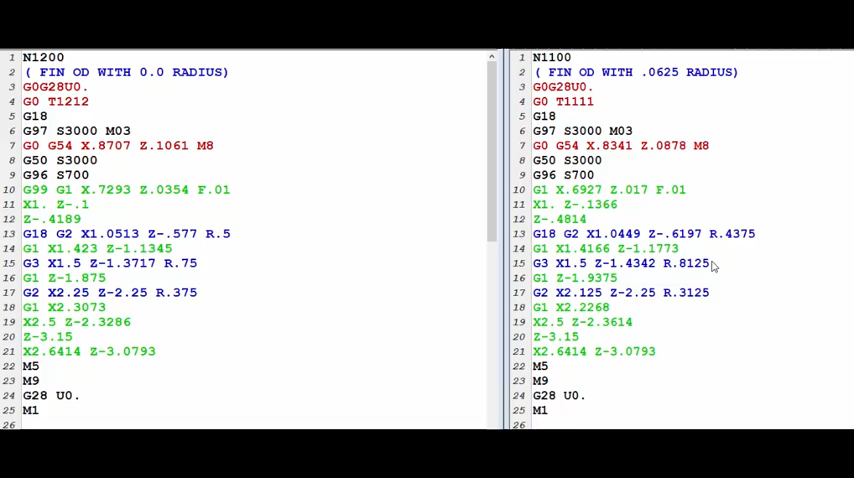 1 N1200
2 ( FIN OD WITH 0.0 RADIUS)
3 G0G28U0.
4 G0 T1212
5 G18
6 G97 S3000 M03
7 G0 G54 X.8707 Z.1061 M8
8 G50 S3000
9 G96 S700
10 G99 G1 X.7293 Z.0354 F.01
11 X1. Z-.1
12 Z-.4189
13 G18 G2 X1.0513 Z-.577 R.5
14 G1 X1.423 Z-1.1345
15 G3 X1.5 Z-1.3717 R.75
16 G1 Z-1.875
17 G2 X2.25 Z-2.25 R.375
18 G1 X2.3073
19 X2.5 Z-2.3286
20 Z-3.15
21 X2.6414 Z-3.0793
22 M5
23 M9
24 G28 U0.
25 M1
26
1 N1100
2 ( FIN OD WITH .0625 RADIUS)
3 G0G28U0.
4 G0 T1111
5 G18
6 G97 S3000 M03
7 G0 G54 X.8341 Z.0878 M8
8 G50 S3000
9 G96 S700
10 G1 X.6927 Z.017 F.01
11 X1. Z-.1366
12 Z-.4814
13 G18 G2 X1.0449 Z-.6197 R.4375
14 G1 X1.4166 Z-1.1773
15 G3 X1.5 Z-1.4342 R.8125
16 G1 Z-1.9375
17 G2 X2.125 Z-2.25 R.3125
18 G1 X2.2268
19 X2.5 Z-2.3614
20 Z-3.15
21 X2.6414 Z-3.0793
22 M5
23 M9
24 G28 U0.
25 M1
26